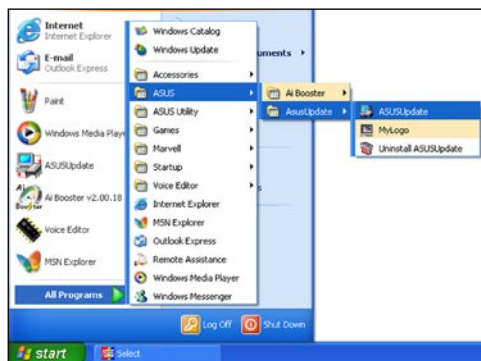 Internet
Internet Explorer
E-mail
Outlook Express
Paint
Windows Media Playe
ASUSUpdate
Ai Booster v2.00.18
Voice Editor
MSN Explorer
All Programs
Windows Catalog
Windows Update
Accessories
ASUS
ASUS Utility
Games
Marvell
Startup
Voice Editor
Internet Explorer
MSN Explorer
Outlook Express
Remote Assistance
Windows Media Player
Windows Messenger
uments
s
Ai Booster
AsusUpdate
ASUSUpdate
MyLogo
Uninstall ASUSUpdate
Log Off
Shut Down
start
Select